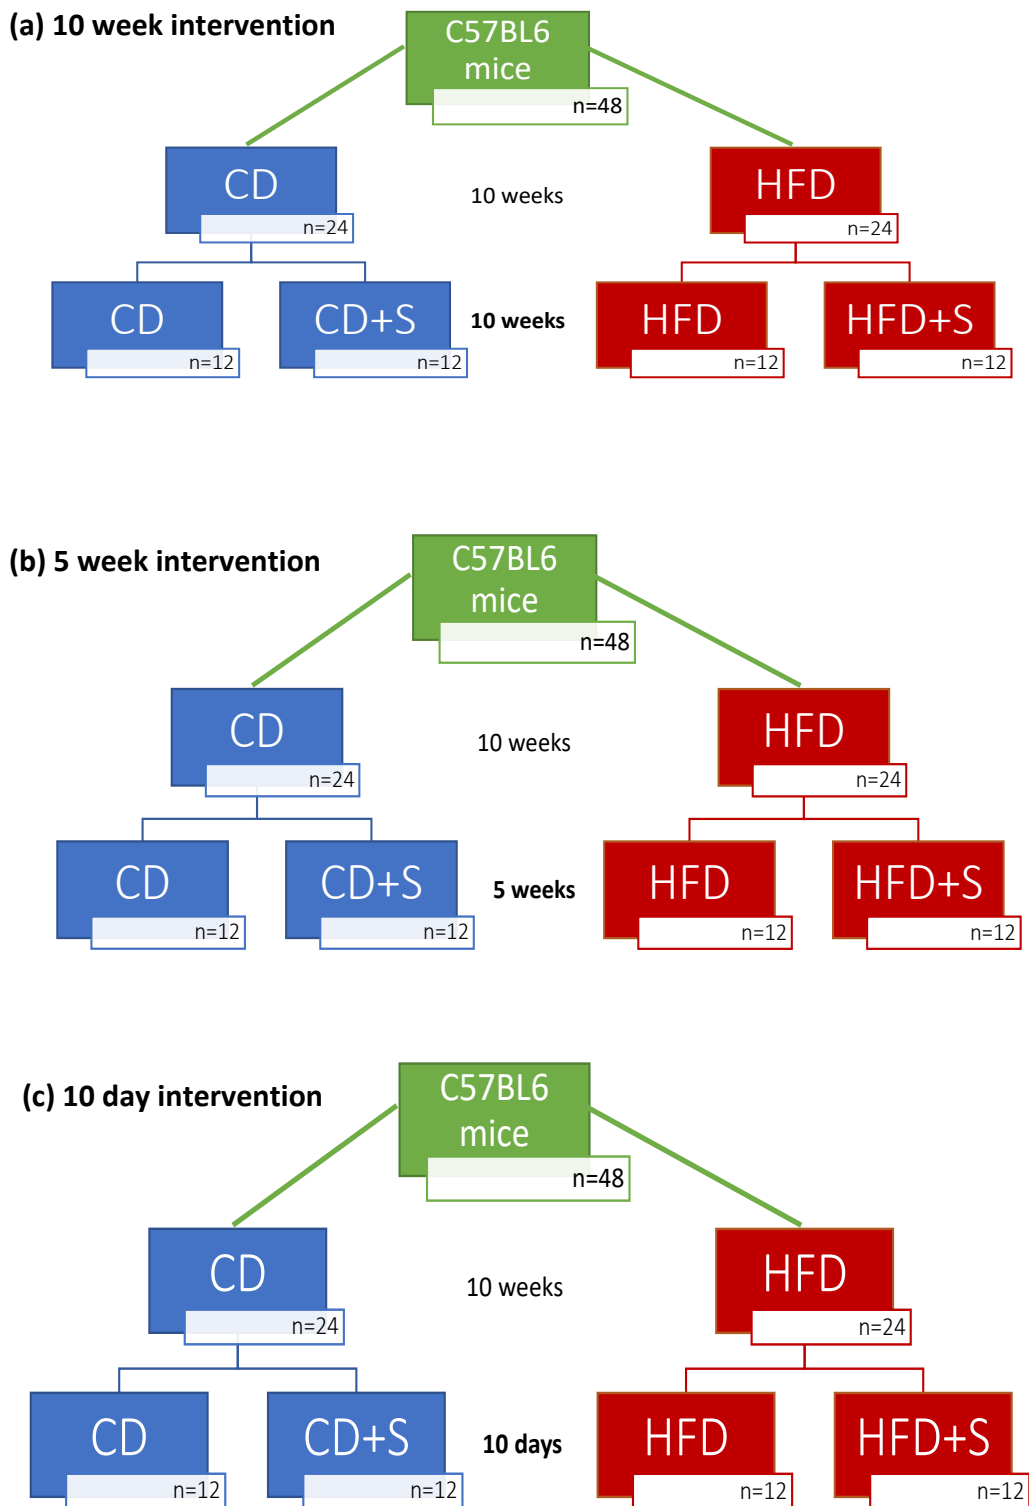 (a) 10 week intervention
C57BL6
mice
n=48
CD
n=24
10 weeks
HFD
n=24
CD
n=12
CD+S
n=12
10 weeks
HFD
n=12
HFD+S
n=12
(b) 5 week intervention
C57BL6
mice
n=48
CD
n=24
10 weeks
HFD
n=24
CD
n=12
CD+S
n=12
5 weeks
HFD
n=12
HFD+S
n=12
(c) 10 day intervention
C57BL6
mice
n=48
CD
n=24
10 weeks
HFD
n=24
CD
n=12
CD+S
n=12
10 days
HFD
n=12
HFD+S
n=12